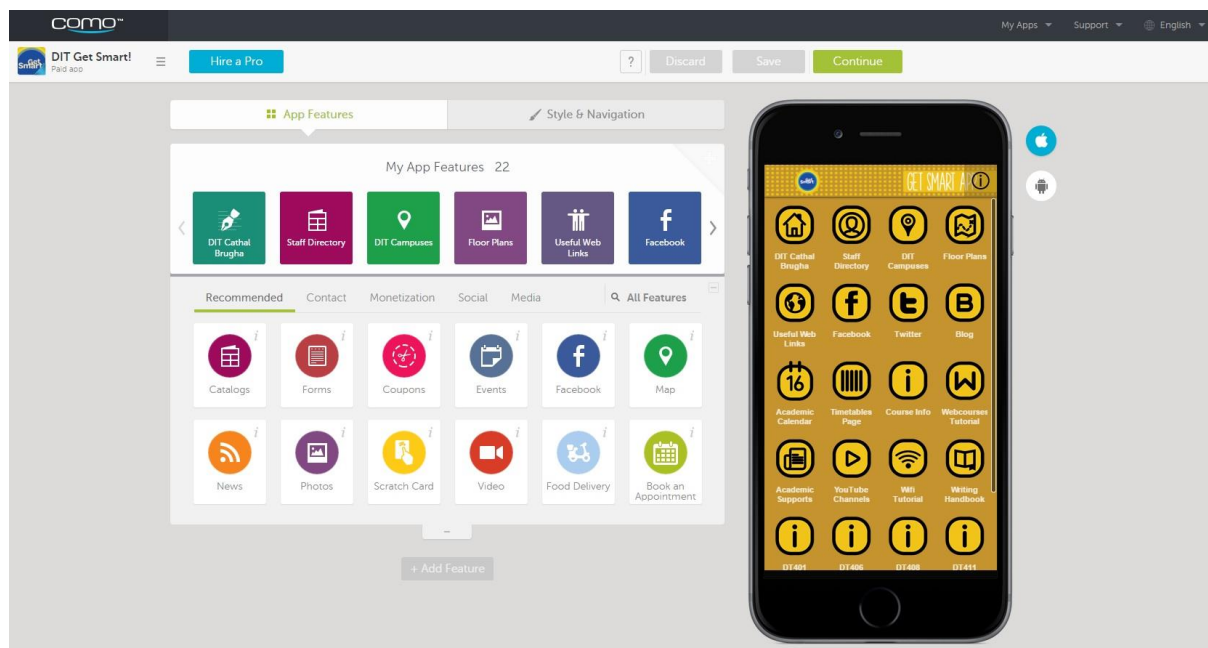 como™
My Apps
Support
English
Get Smart!
DIT Get Smart!
Paid app
Hire a Pro
?
Discard
Save
Continue
App Features
Style & Navigation
My App Features 22
DIT Cathal
Brugha
Staff Directory
DIT Campuses
Floor Plans
Useful Web
Links
Facebook
Recommended
Contact
Monetization
Social
Media
All Features
Catalogs
Forms
Coupons
Events
Facebook
Map
News
Photos
Scratch Card
Video
Food Delivery
Book an
Appointment
+ Add Feature
GET SMART
DIT Cathal
Brugha
Staff
Directory
DIT
Campuses
Floor Plans
Useful Web
Links
Facebook
Twitter
Blog
16
Academic
Calendar
Timetables
Page
Course Info
Webcourses
Tutorial
Academic
Supports
YouTube
Channels
Wifi
Tutorial
Writing
Handbook
DT401
DT406
DT408
DT411